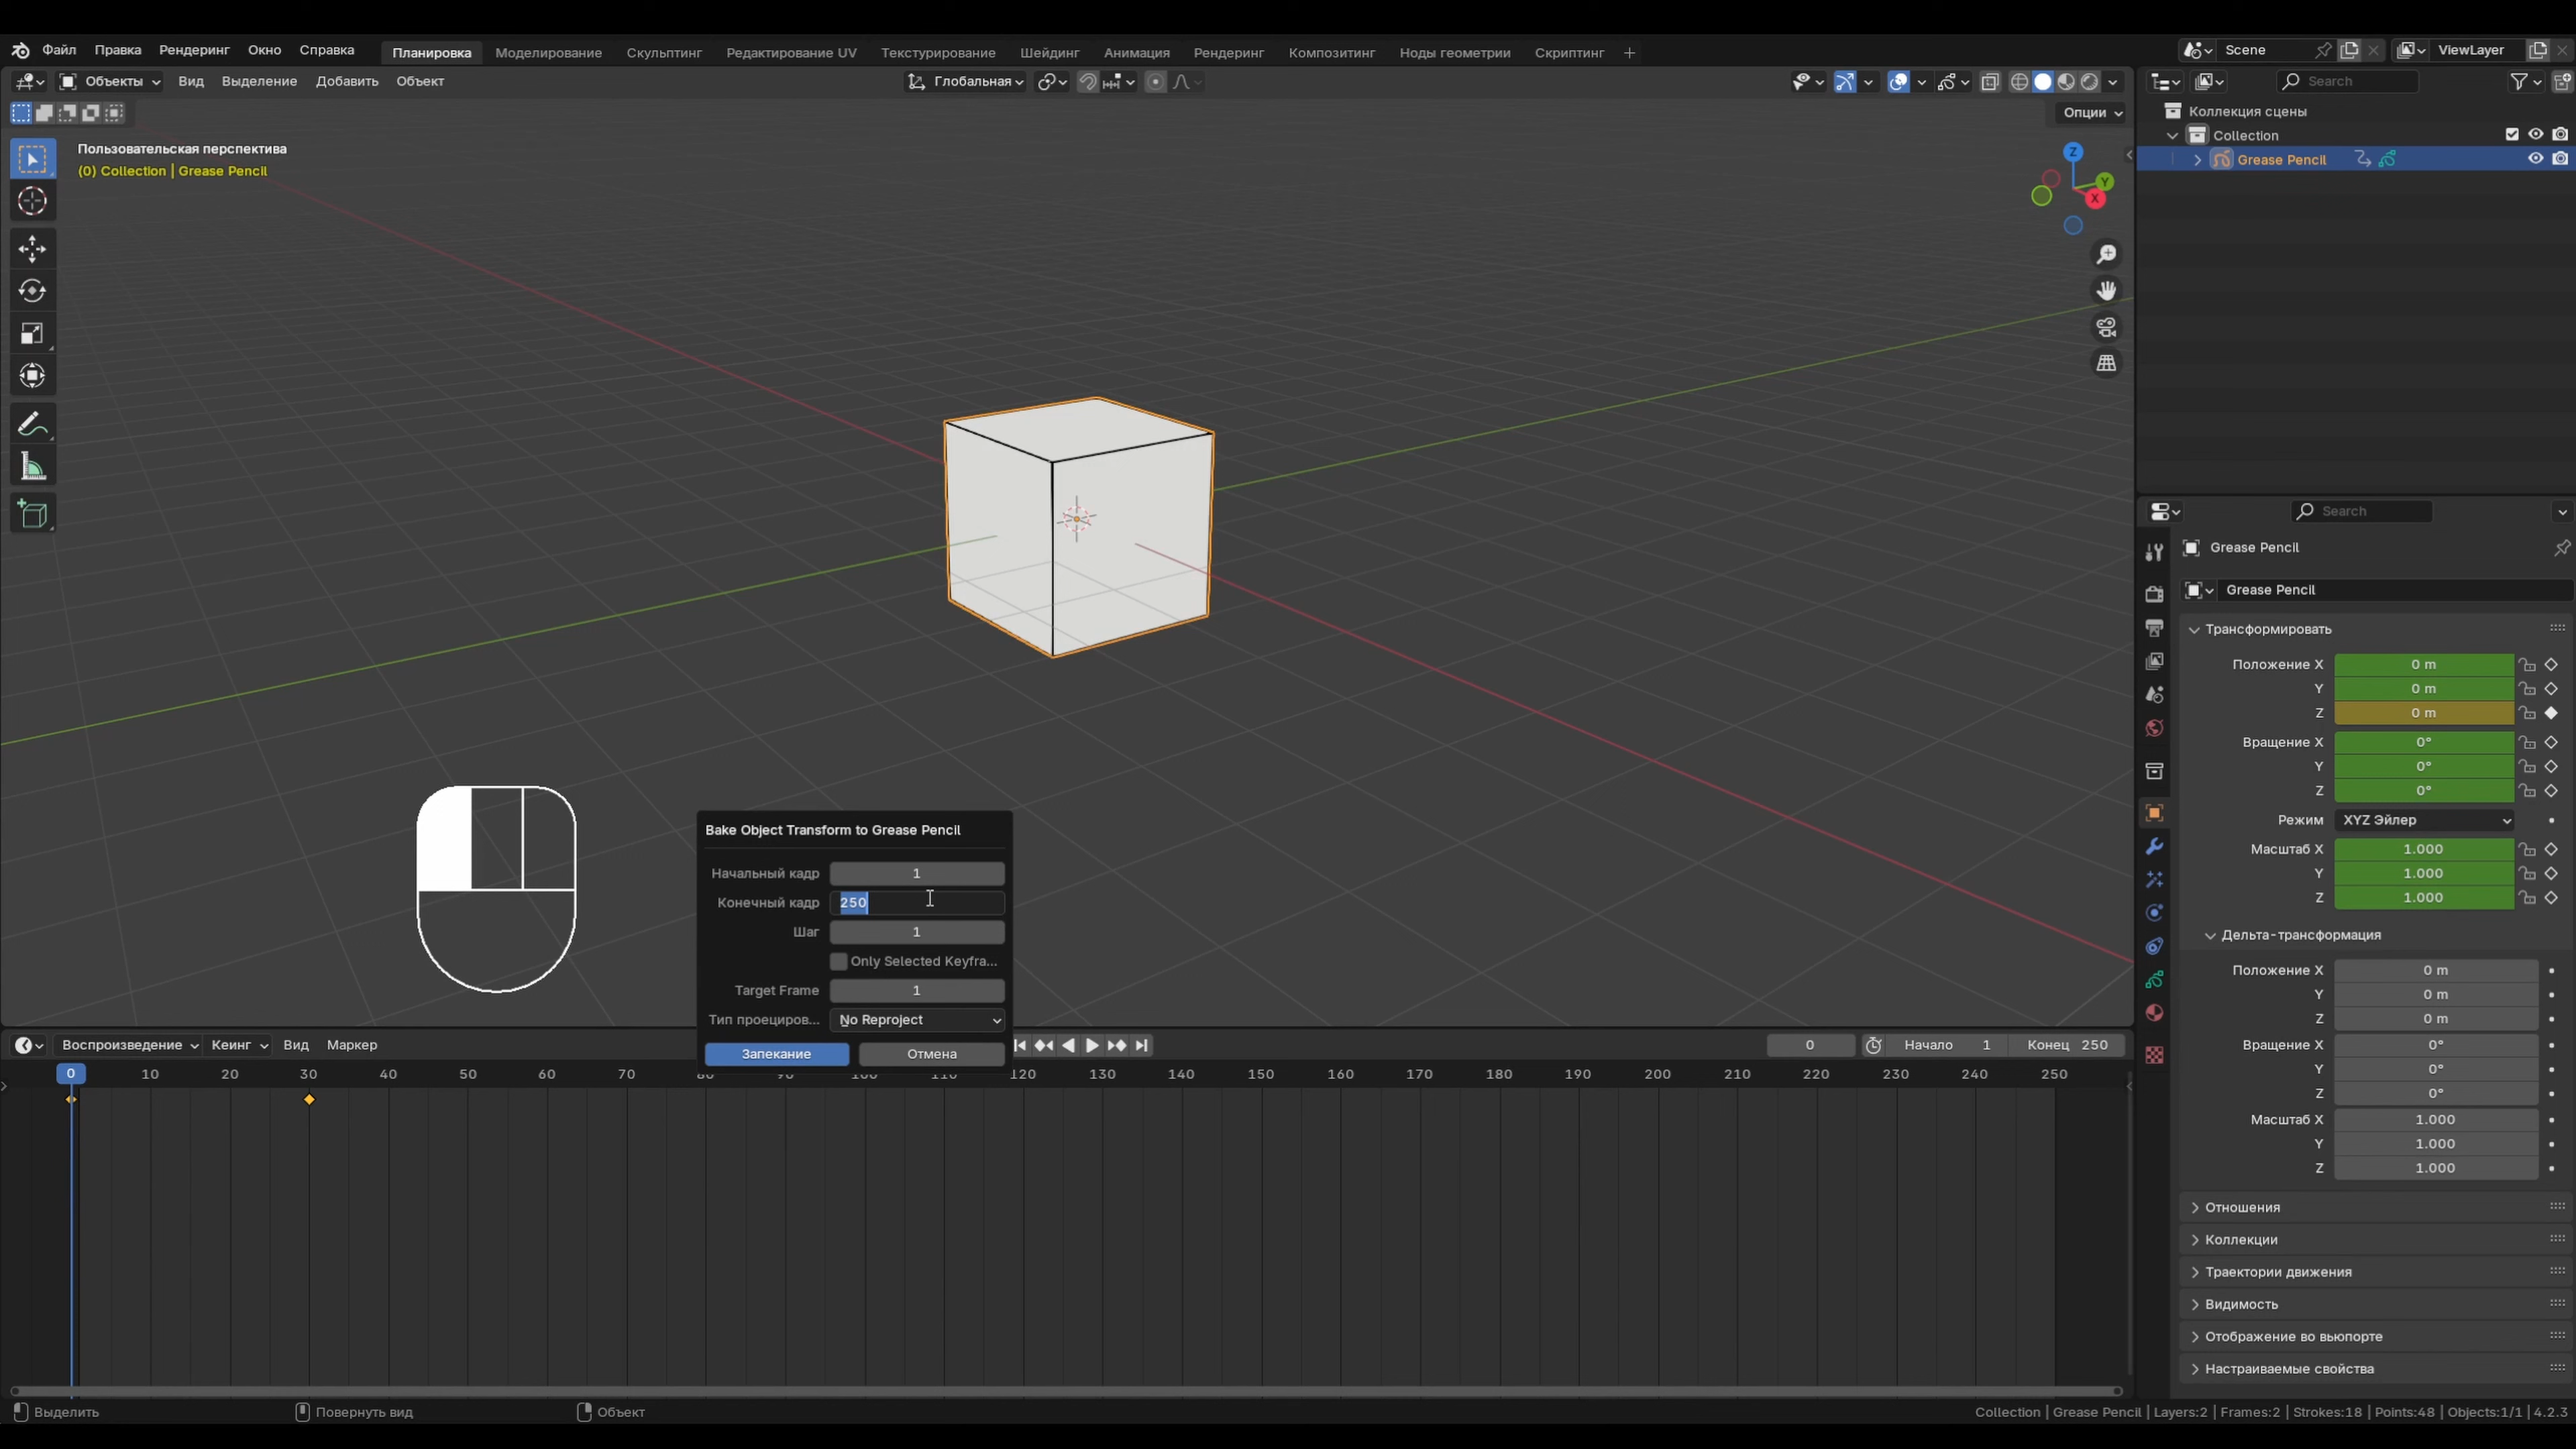 Файл Правка Рендеринг Окно Справка Планировка Моделирование Скульптинг Редактирование UV Текстурирование Шейдинг Анимация Рендеринг Композитинг Ноды геометрии Скриптинг Scene ViewLayer
Объекты Вид Выделение Добавить Объект Глобальная Search
Опции
Коллекция сцены
Collection
Grease Pencil
Пользовательская перспектива
(0) Collection | Grease Pencil
Z
Y
X
Search
Grease Pencil
Grease Pencil
Трансформировать
Положение X 0 m
Y 0 m
Z 0 m
Вращение X 0°
Y 0°
Z 0°
Режим XYZ Эйлер
Масштаб X 1.000
Y 1.000
Z 1.000
Дельта-трансформация
Положение X 0 m
Y 0 m
Z 0 m
Вращение X 0°
Y 0°
Z 0°
Масштаб X 1.000
Y 1.000
Z 1.000
Отношения
Коллекции
Траектории движения
Видимость
Отображение во вьюпорте
Настраиваемые свойства
Bake Object Transform to Grease Pencil
Начальный кадр 1
Конечный кадр 250
Шаг 1
Only Selected Keyfra...
Target Frame 1
Тип проециров... No Reproject
Запекание Отмена
Воспроизведение Кеинг Вид Маркер 0 Начало 1 Конец 250
0 10 20 30 40 50 60 70 80 90 100 110 120 130 140 150 160 170 180 190 200 210 220 230 240 250
Выделить Повернуть вид Объект Collection | Grease Pencil | Layers:2 | Frames:2 | Strokes:18 | Points:48 | Objects:1/1 | 4.2.3